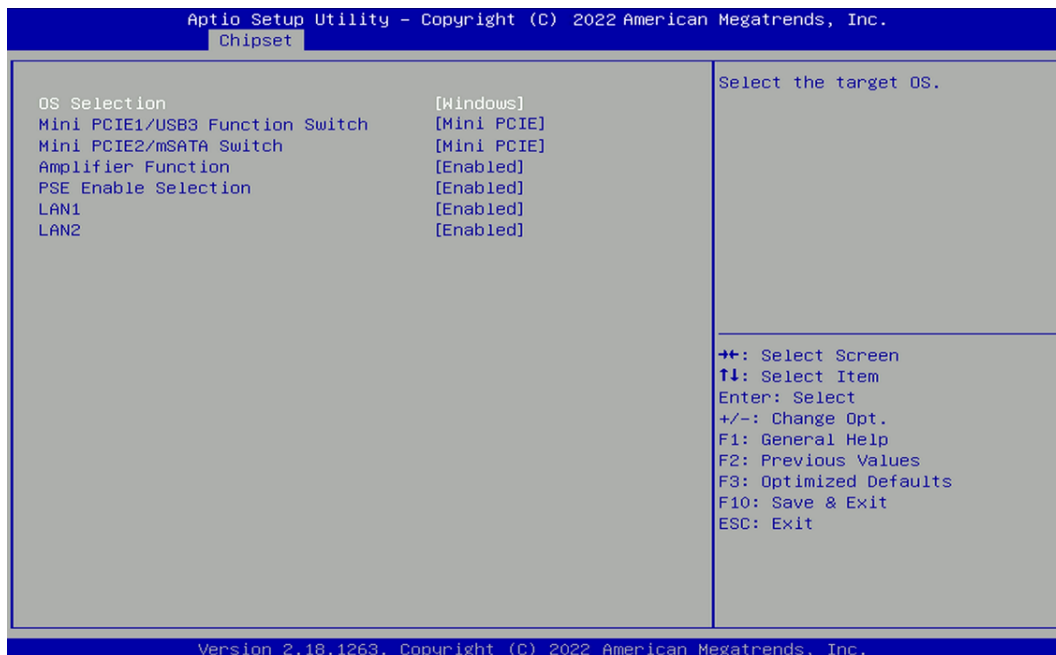 Aptio Setup Utility – Copyright (C) 2022 American Megatrends, Inc.
Chipset
OS Selection [Windows]
Mini PCIE1/USB3 Function Switch [Mini PCIE]
Mini PCIE2/mSATA Switch [Mini PCIE]
Amplifier Function [Enabled]
PSE Enable Selection [Enabled]
LAN1 [Enabled]
LAN2 [Enabled]
Select the target OS.
→←: Select Screen
↑↓: Select Item
Enter: Select
+/-: Change Opt.
F1: General Help
F2: Previous Values
F3: Optimized Defaults
F10: Save & Exit
ESC: Exit
Version 2.18.1263. Copyright (C) 2022 American Megatrends, Inc.